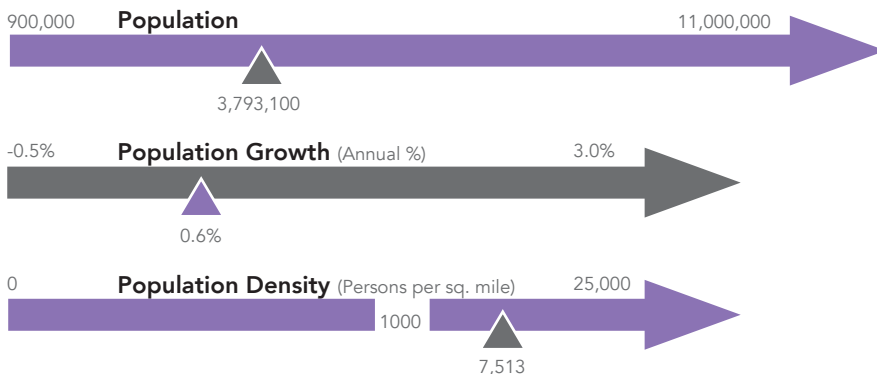 900,000 Population 11,000,000
3,793,100
-0.5% Population Growth (Annual %) 3.0%
0.6%
0 Population Density (Persons per sq. mile) 25,000
1000
7,513